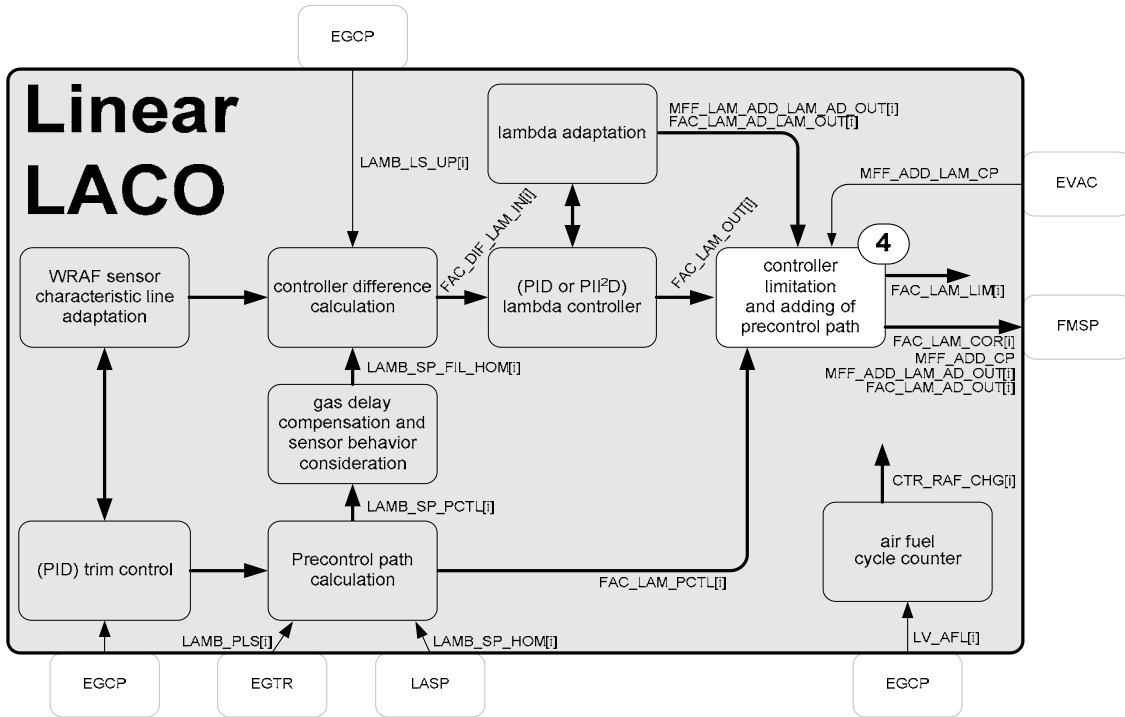 EGCP
Linear
LACO
LAMB_LS_UP[i]
lambda adaptation
MFF_LAM_ADD_LAM_AD_OUT[i]
FAC_LAM_AD_LAM_OUT[i]
MFF_ADD_LAM_CP
EVAC
FAC_DIF_LAM_IN[i]
FAC_LAM_OUT[i]
4
WRAF sensor
characteristic line
adaptation
controller difference
calculation
(PID or PII²D)
lambda controller
controller
limitation
and adding of
precontrol path
FAC_LAM_LIM[i]
FMSP
FAC_LAM_COR[i]
MFF_ADD_CP
MFF_ADD_LAM_AD_OUT[i]
FAC_LAM_AD_OUT[i]
LAMB_SP_FIL_HOM[i]
gas delay
compensation and
sensor behavior
consideration
LAMB_SP_PCTL[i]
CTR_RAF_CHG[i]
(PID) trim control
Precontrol path
calculation
FAC_LAM_PCTL[i]
air fuel
cycle counter
LAMB_PLS[i]
LAMB_SP_HOM[i]
LV_AFL[i]
EGCP
EGTR
LASP
EGCP